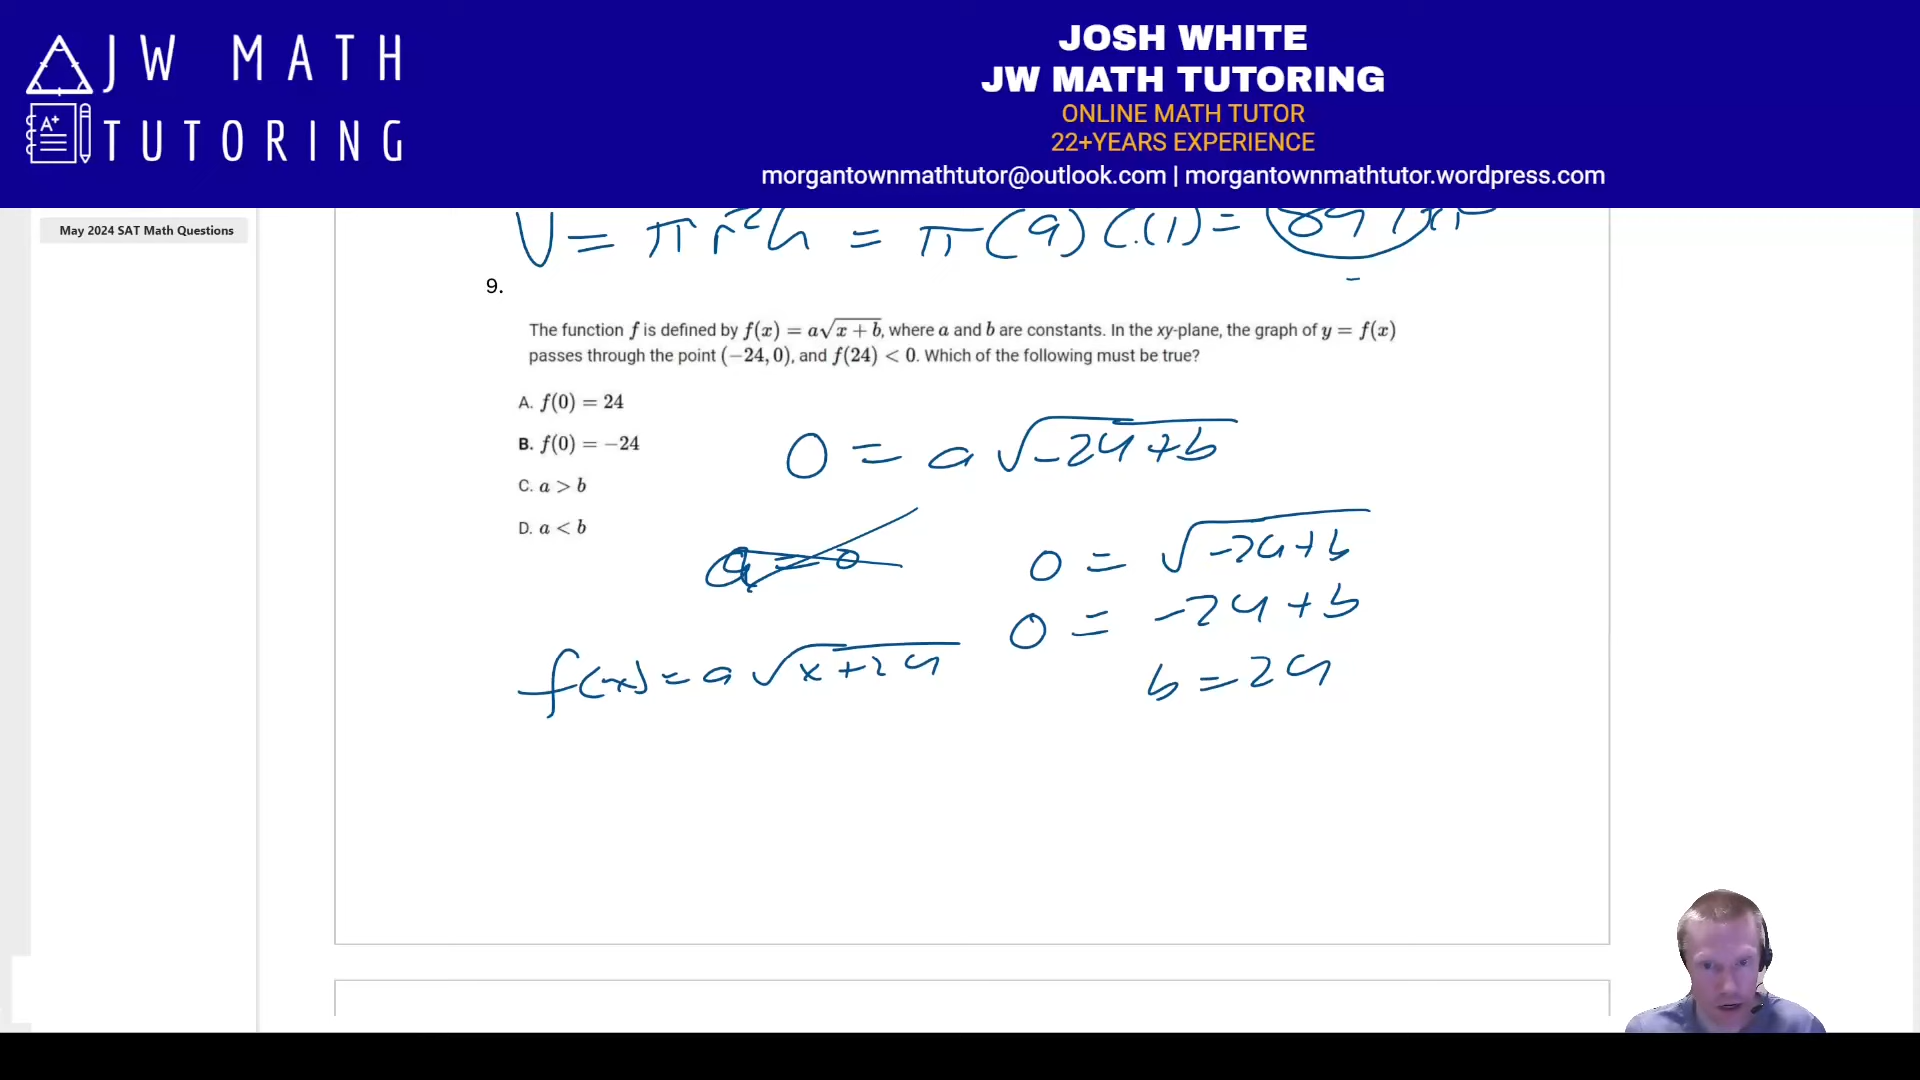 JW MATH
TUTORING
A+
JOSH WHITE
JW MATH TUTORING
ONLINE MATH TUTOR
22+YEARS EXPERIENCE
morgantownmathtutor@outlook.com | morgantownmathtutor.wordpress.com
May 2024 SAT Math Questions
V = πr²h = π(9)(.(1) =
9.
The function f is defined by f(x) = a√(x + b), where a and b are constants. In the xy-plane, the graph of y = f(x)
passes through the point (−24, 0), and f(24) < 0. Which of the following must be true?
A. f(0) = 24
B. f(0) = −24
C. a > b
D. a < b
0 = a√(-24+b)
a = 0
0 = √(-24+b)
0 = -24+b
b = 24
f(x) = a√(x+24)